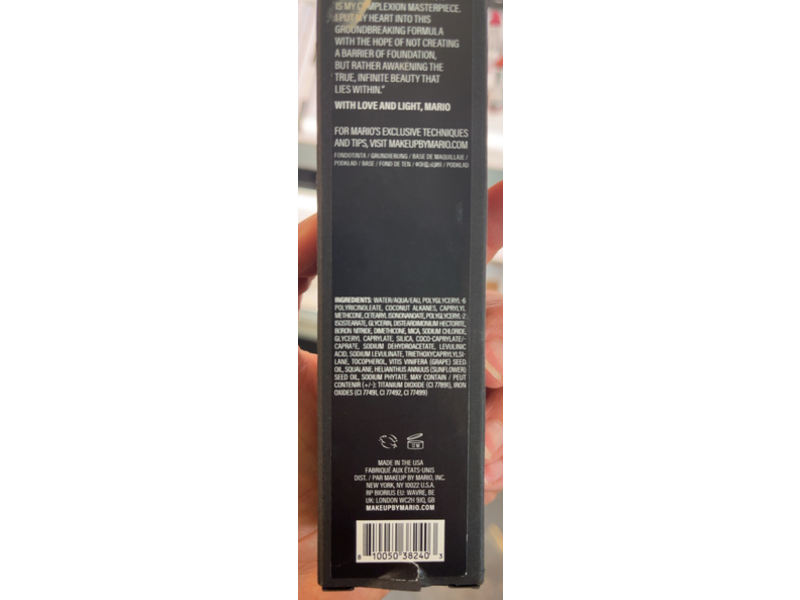 IS MY COMPLEXION MASTERPIECE.
I PUT MY HEART INTO THIS
GROUNDBREAKING FORMULA
WITH THE HOPE OF NOT CREATING
A BARRIER OF FOUNDATION,
BUT RATHER AWAKENING THE
TRUE, INFINITE BEAUTY THAT
LIES WITHIN."
WITH LOVE AND LIGHT, MARIO
FOR MARIO'S EXCLUSIVE TECHNIQUES
AND TIPS, VISIT MAKEUPBYMARIO.COM
FONDOTINTA / GRUNDIERUNG / BASE DE MAQUILLAJE /
PODKŁAD / BASE / FOND DE TEN / / PODKLAD
INGREDIENTS: WATER/AQUA/EAU, POLYGLYCERYL-6
POLYRICINOLEATE, COCONUT ALKANES, CAPRYLYL
METHICONE, CETEARYL ISONONANOATE, POLYGLYCERYL-2
ISOSTEARATE, GLYCERIN, DISTEARDIMONIUM HECTORITE,
BORON NITRIDE, DIMETHICONE, MICA, SODIUM CHLORIDE,
GLYCERYL CAPRYLATE, SILICA, COCO-CAPRYLATE/-
CAPRATE, SODIUM DEHYDROACETATE, LEVULINIC
ACID, SODIUM LEVULINATE, TRIETHOXYCAPRYLYLSI-
LANE, TOCOPHEROL, VITIS VINIFERA (GRAPE) SEED
OIL, SQUALANE, HELIANTHUS ANNUUS (SUNFLOWER)
SEED OIL, SODIUM PHYTATE. MAY CONTAIN / PEUT
CONTENIR (+/-): TITANIUM DIOXIDE (CI 77891), IRON
OXIDES (CI 77491, CI 77492, CI 77499)
12 M
MADE IN THE USA
FABRIQUÉ AUX ÉTATS-UNIS
DIST. / PAR MAKEUP BY MARIO, INC.
NEW YORK, NY 10022 U.S.A.
RP BIORIUS EU: WAVRE, BE
UK: LONDON WC2H 9JQ, GB
MAKEUPBYMARIO.COM
8 10050 38240 3